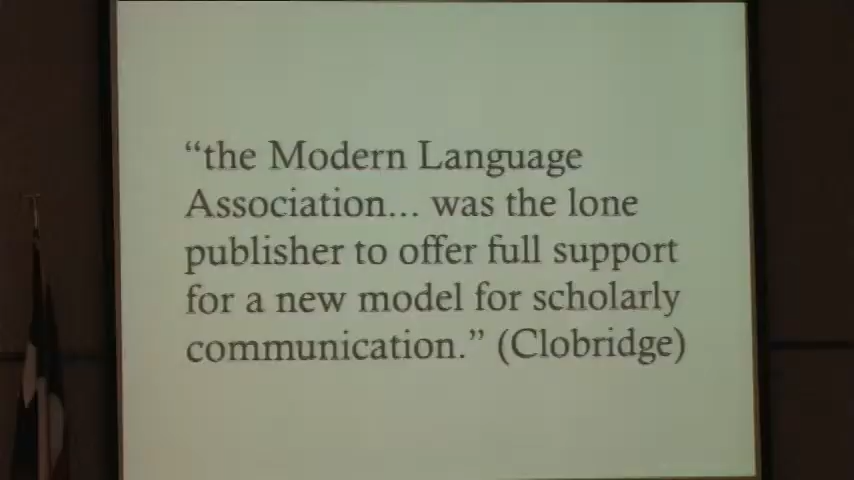 “the Modern Language
Association... was the lone
publisher to offer full support
for a new model for scholarly
communication.” (Clobridge)